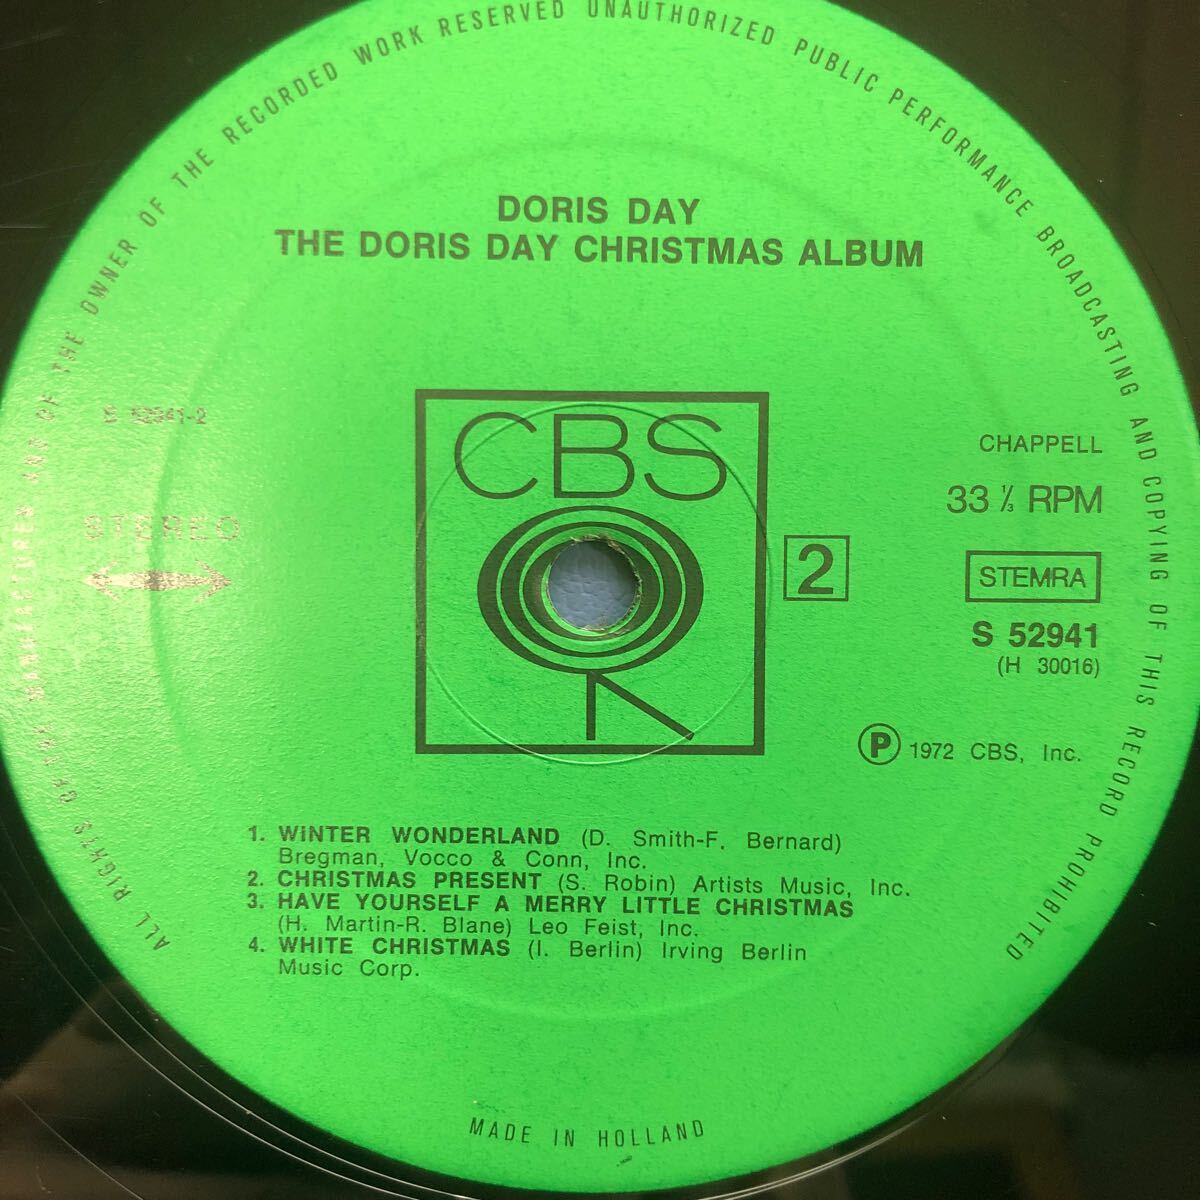 ALL RIGHTS OF THE MANUFACTURER AND OF THE OWNER OF THE RECORDED WORK RESERVED UNAUTHORIZED PUBLIC PERFORMANCE BROADCASTING AND COPYING OF THIS RECORD PROHIBITED
DORIS DAY
THE DORIS DAY CHRISTMAS ALBUM
S 52941-2
STEREO
CBS
2
CHAPPELL
33 ⅓ RPM
STEMRA
S 52941
(H 30016)
Ⓟ 1972 CBS, Inc.
1. WINTER WONDERLAND (D. Smith-F. Bernard)
Bregman, Vocco & Conn, Inc.
2. CHRISTMAS PRESENT (S. Robin) Artists Music, Inc.
3. HAVE YOURSELF A MERRY LITTLE CHRISTMAS
(H. Martin-R. Blane) Leo Feist, Inc.
4. WHITE CHRISTMAS (I. Berlin) Irving Berlin
Music Corp.
MADE IN HOLLAND